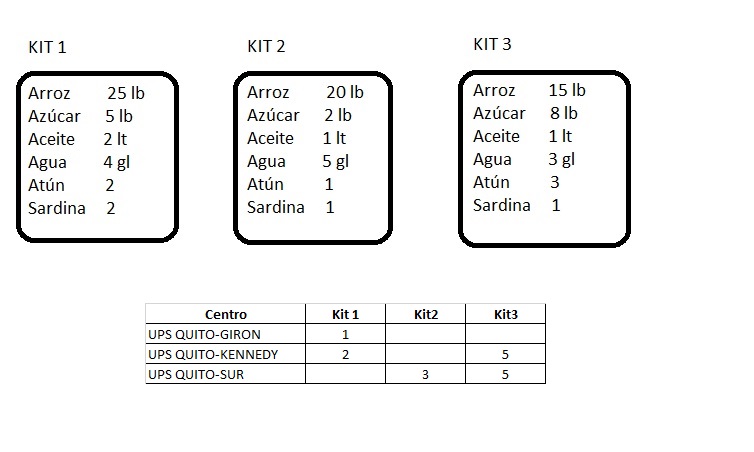 KIT 1
Arroz 25 lb
Azúcar 5 lb
Aceite 2 lt
Agua 4 gl
Atún 2
Sardina 2
KIT 2
Arroz 20 lb
Azúcar 2 lb
Aceite 1 lt
Agua 5 gl
Atún 1
Sardina 1
KIT 3
Arroz 15 lb
Azúcar 8 lb
Aceite 1 lt
Agua 3 gl
Atún 3
Sardina 1
Centro Kit 1 Kit2 Kit3
UPS QUITO-GIRON 1
UPS QUITO-KENNEDY 2 5
UPS QUITO-SUR 3 5